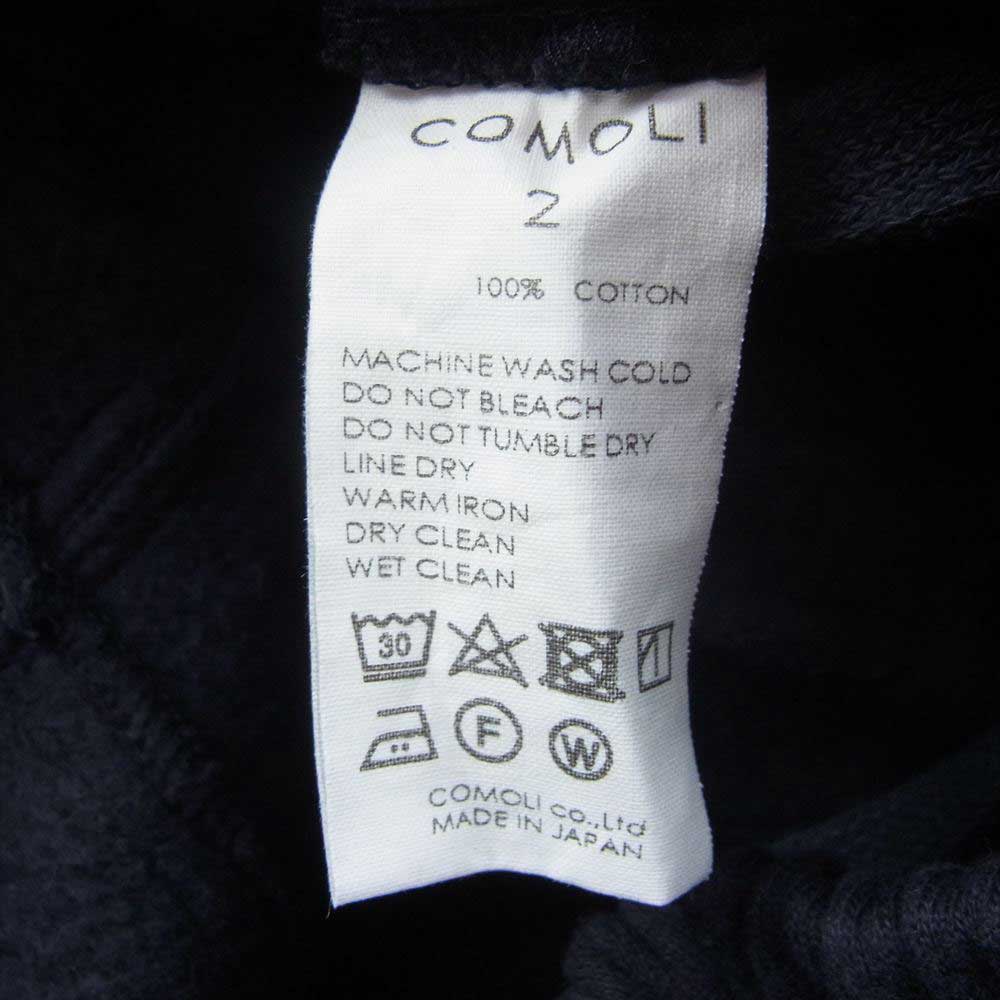 COMOLI
2
100% COTTON
MACHINE WASH COLD
DO NOT BLEACH
DO NOT TUMBLE DRY
LINE DRY
WARM IRON
DRY CLEAN
WET CLEAN
30
F W
COMOLI co.,Ltd
MADE IN JAPAN